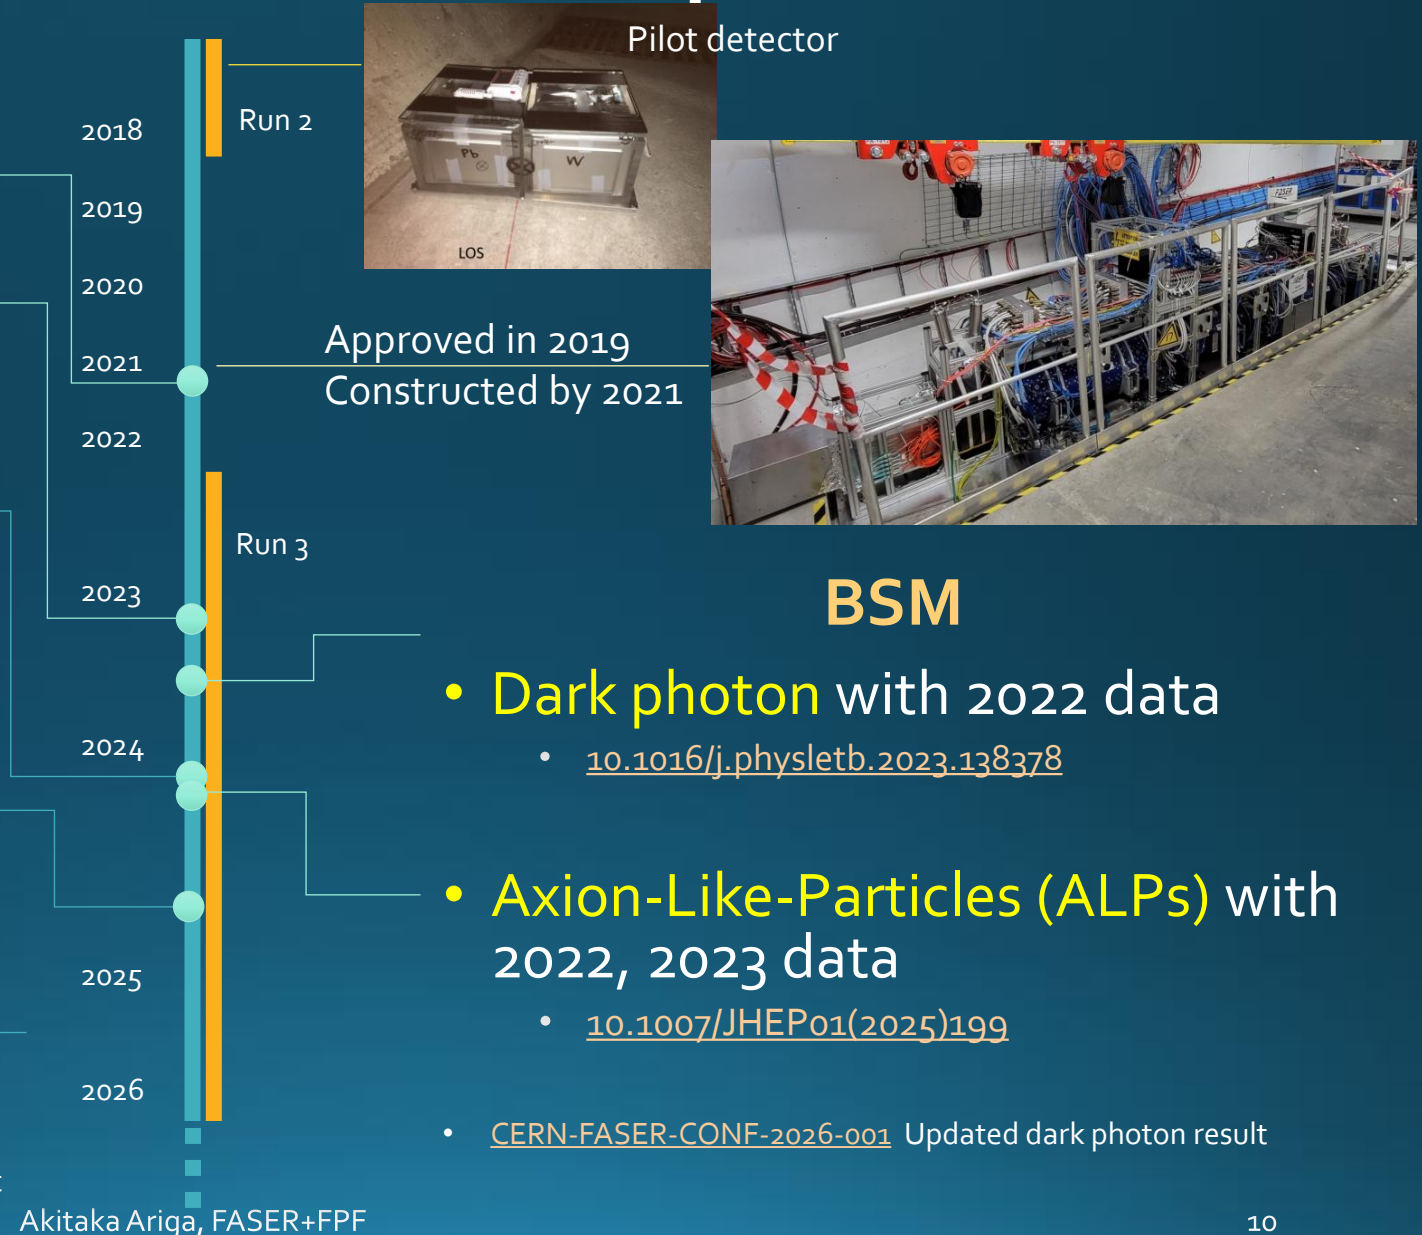 Pilot detector
2018
Run 2
Pb
W
LOS
2019
2020
Approved in 2019
2021
Constructed by 2021
2022
FASER
Run 3
2023
BSM
• Dark photon with 2022 data
2024
• 10.1016/j.physletb.2023.138378
• Axion-Like-Particles (ALPs) with
2022, 2023 data
2025
• 10.1007/JHEP01(2025)199
2026
• CERN-FASER-CONF-2026-001 Updated dark photon result
Akitaka Ariga, FASER+FPF
10